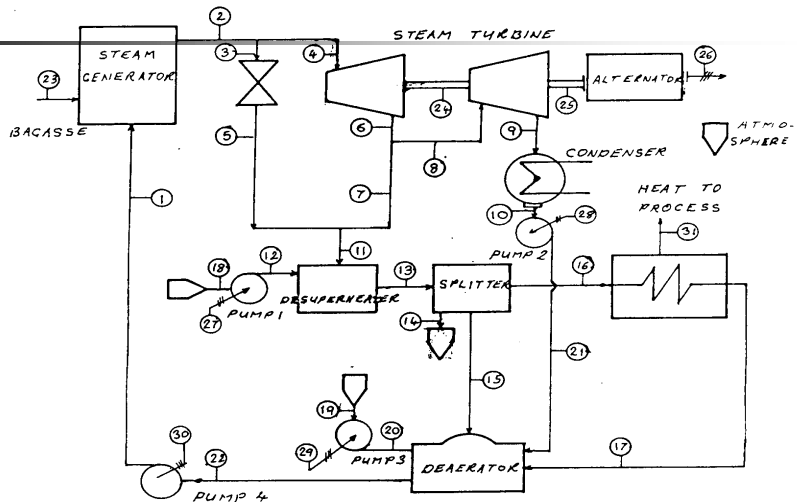 STEAM TURBINE
2
STEAM
GENERATOR
3
4
26
23
24
25
ALTERNATOR
BAGASSE
5
6
9
ATMO-
SPHERE
8
CONDENSER
7
HEAT TO
PROCESS
1
10
28
31
11
PUMP 2
18
12
13
SPLITTER
16
DESUPERHEATER
27
PUMP 1
14
21
15
19
30
20
17
22
29
PUMP 3
DEAERATOR
PUMP 4